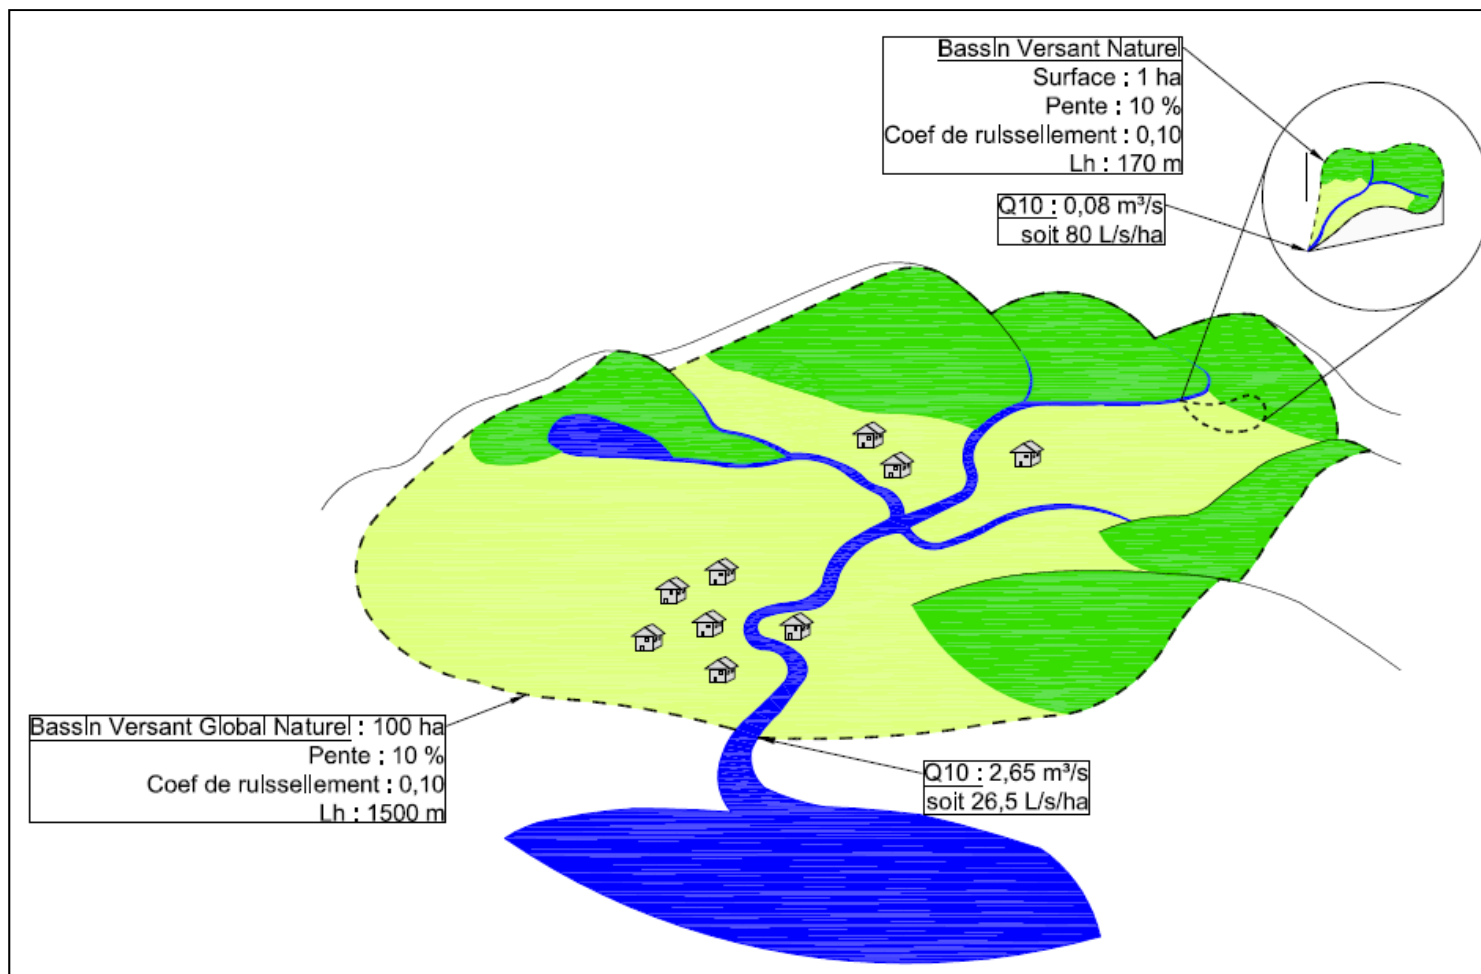 Bassin Versant Naturel
Surface : 1 ha
Pente : 10 %
Coef de ruissellement : 0,10
Lh : 170 m
Q10 : 0,08 m³/s
soit 80 L/s/ha
Bassin Versant Global Naturel : 100 ha
Pente : 10 %
Coef de ruissellement : 0,10
Lh : 1500 m
Q10 : 2,65 m³/s
soit 26,5 L/s/ha